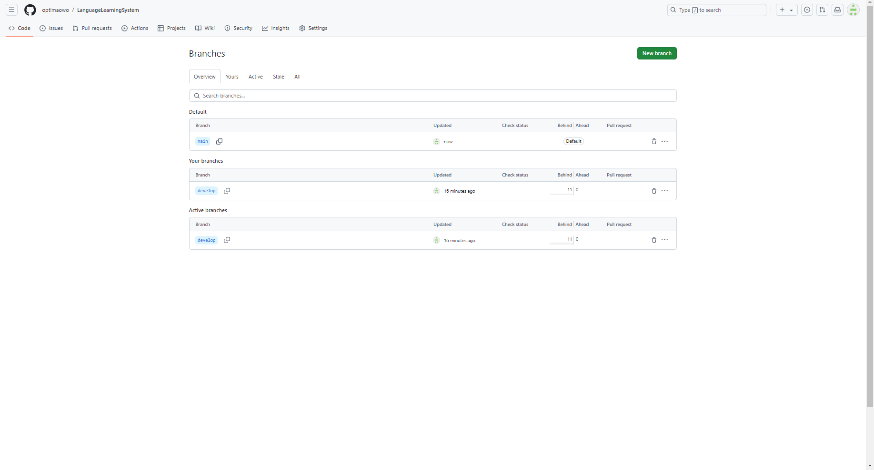 optimaowo / LanguageLearningSystem
Type / to search
Code Issues Pull requests Actions Projects Wiki Security Insights Settings
Branches
New branch
Overview Yours Active Stale All
Search branches...
Default
Branch Updated Check status Behind Ahead Pull request
main now Default
Your branches
Branch Updated Check status Behind Ahead Pull request
develop 16 minutes ago 11 0
Active branches
Branch Updated Check status Behind Ahead Pull request
develop 16 minutes ago 11 0